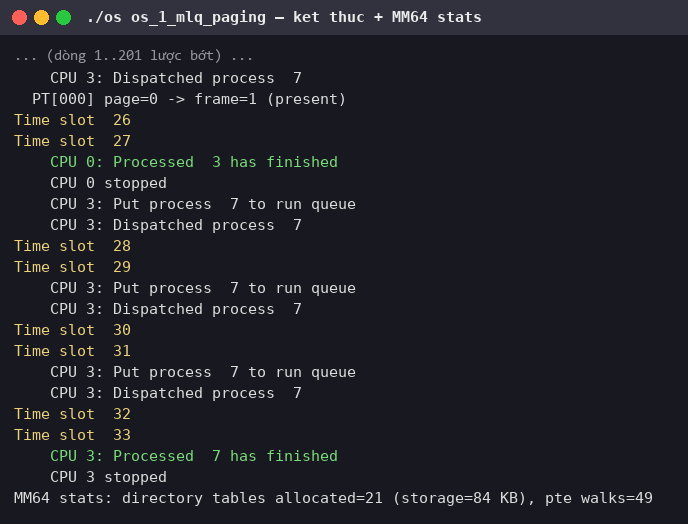 ./os os_1_mlq_paging — ket thuc + MM64 stats
... (dòng 1..201 lược bớt) ...
    CPU 3: Dispatched process  7
  PT[000] page=0 -> frame=1 (present)
Time slot  26
Time slot  27
    CPU 0: Processed  3 has finished
    CPU 0 stopped
    CPU 3: Put process  7 to run queue
    CPU 3: Dispatched process  7
Time slot  28
Time slot  29
    CPU 3: Put process  7 to run queue
    CPU 3: Dispatched process  7
Time slot  30
Time slot  31
    CPU 3: Put process  7 to run queue
    CPU 3: Dispatched process  7
Time slot  32
Time slot  33
    CPU 3: Processed  7 has finished
    CPU 3 stopped
MM64 stats: directory tables allocated=21 (storage=84 KB), pte walks=49